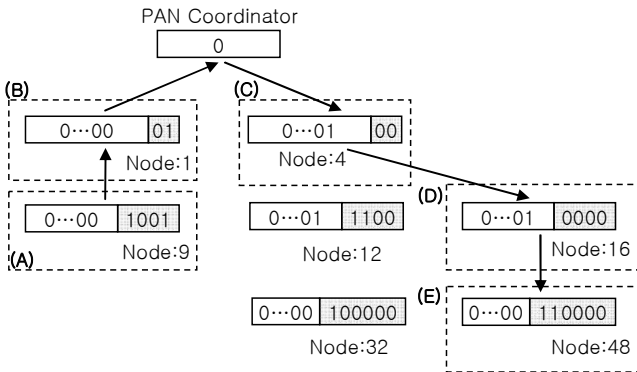 PAN Coordinator
0
(B)
(C)
0…00 01
0…01 00
Node:1
Node:4
(D)
0…00 1001
0…01 1100
0…01 0000
(A)
Node:9
Node:12
Node:16
(E)
0…00 100000
0…00 110000
Node:32
Node:48